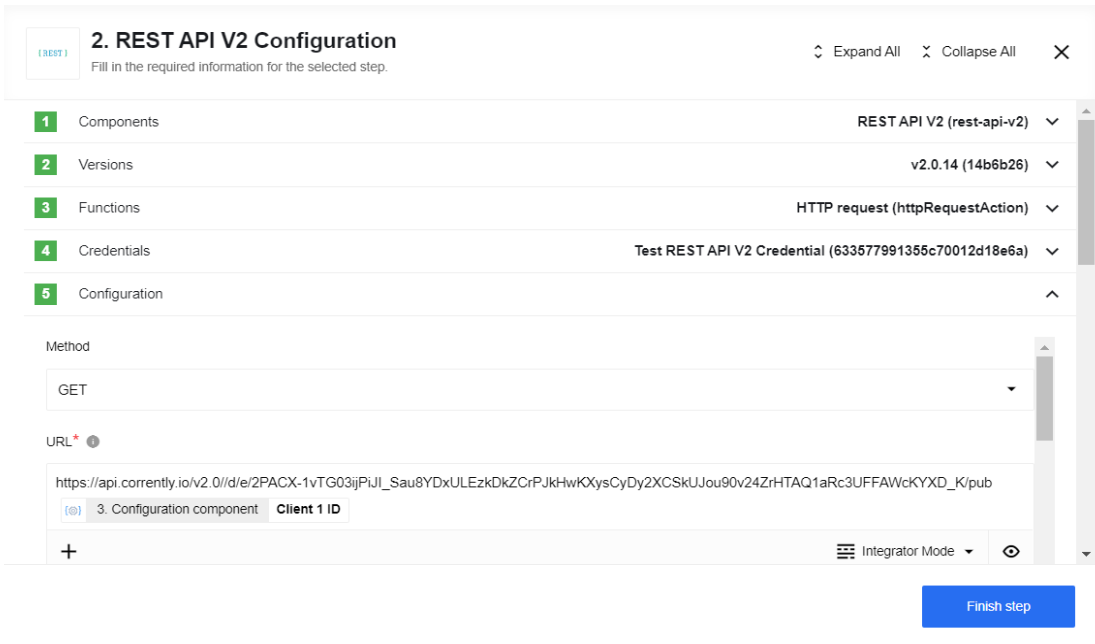 { REST }
2. REST API V2 Configuration
Fill in the required information for the selected step.
Expand All
Collapse All
1 Components REST API V2 (rest-api-v2)
2 Versions v2.0.14 (14b6b26)
3 Functions HTTP request (httpRequestAction)
4 Credentials Test REST API V2 Credential (633577991355c70012d18e6a)
5 Configuration
Method
GET
URL*
https://api.corrently.io/v2.0//d/e/2PACX-1vTG03ijPiJI_Sau8YDxULEzkDkZCrPJkHwKXysCyDy2XCSkUJou90v24ZrHTAQ1aRc3UFFAWcKYXD_K/pub
3. Configuration component Client 1 ID
Integrator Mode
Finish step